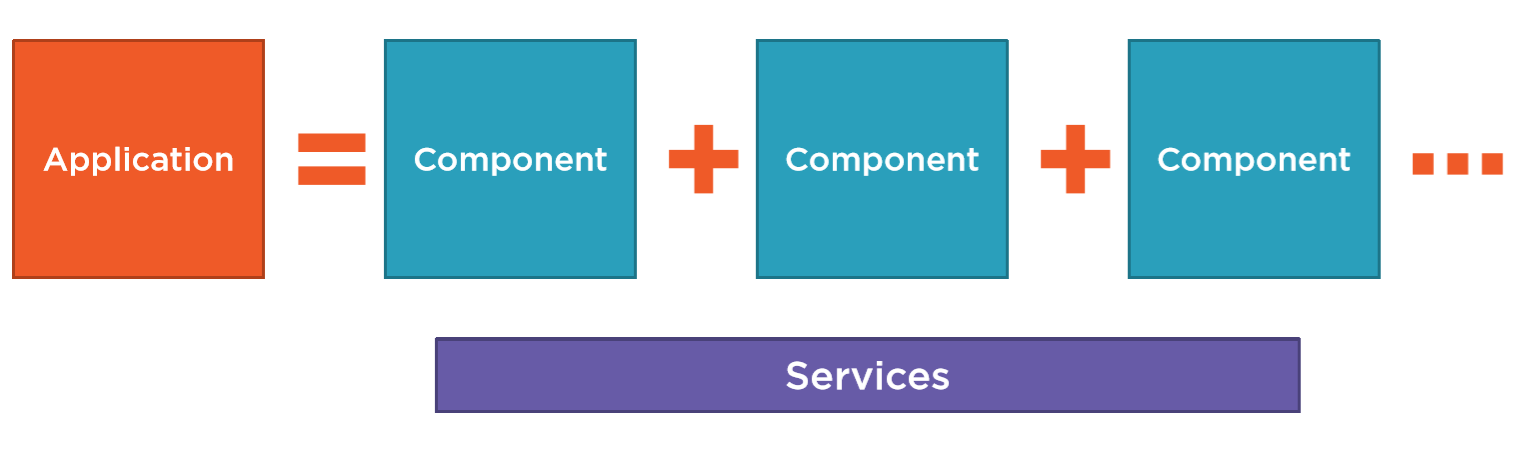 Application = Component + Component + Component ...
Services